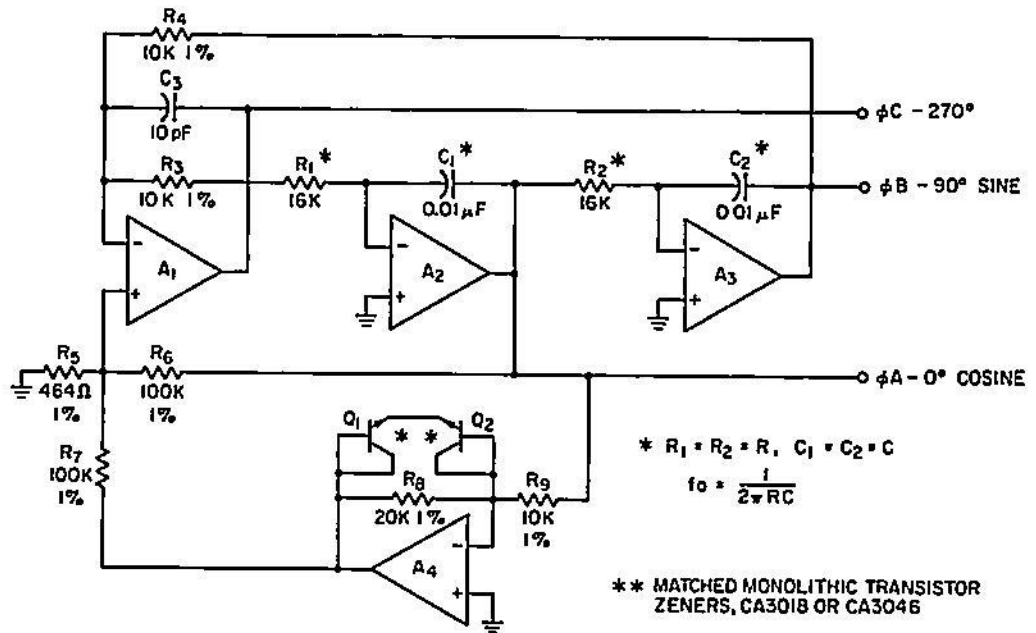 R4
10K 1%
C3
10pF
φC – 270°
R3
10K 1%
R1*
16K
C1*
0.01μF
R2*
16K
C2*
0.01μF
φB – 90° SINE
A1
–
+
A2
–
+
A3
–
+
R5
464Ω
1%
R6
100K
1%
φA – 0° COSINE
Q1
* *
Q2
R7
100K
1%
R8
20K 1%
R9
10K
1%
A4
–
+
* R1 = R2 = R, C1 = C2 = C
fo = 1
2πRC
** MATCHED MONOLITHIC TRANSISTOR
ZENERS, CA3018 OR CA3046